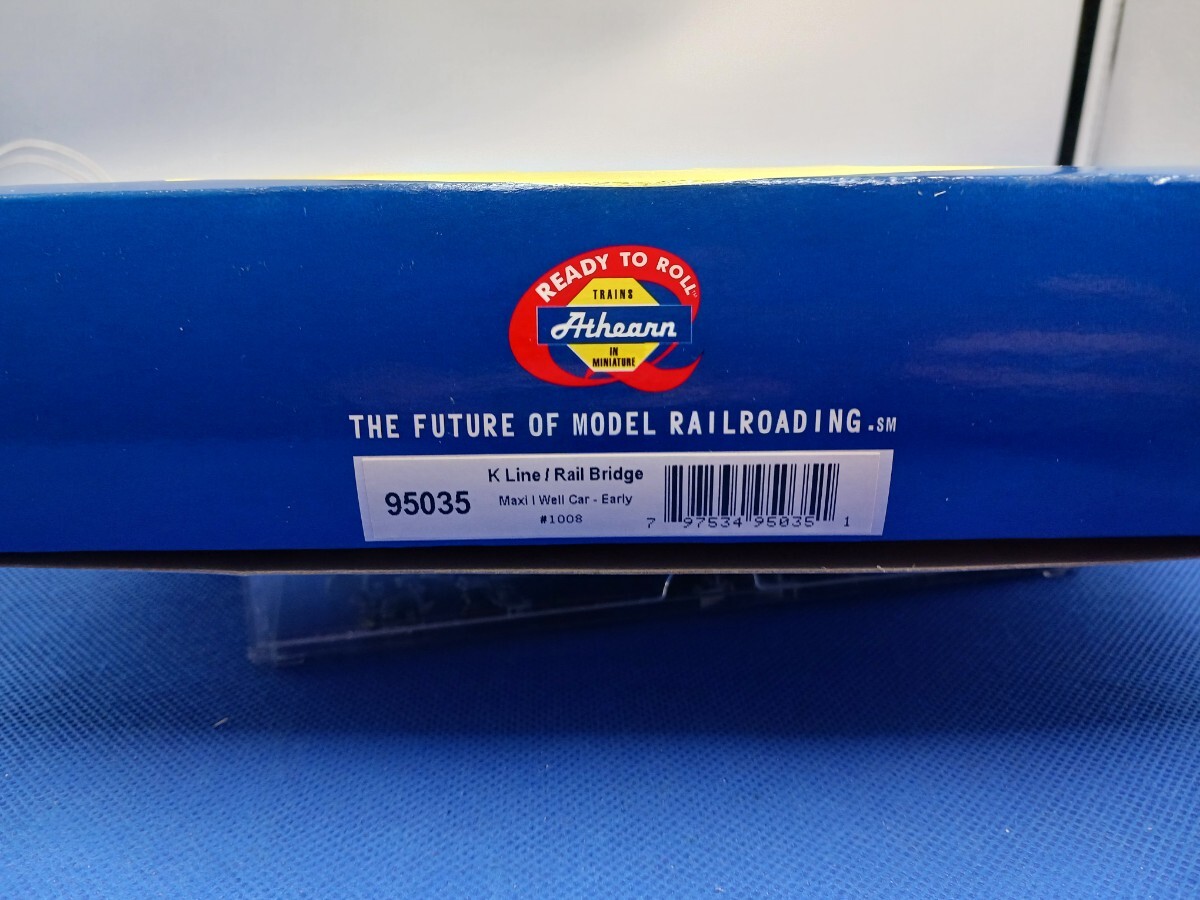 READY TO ROLL™
TRAINS
Athearn
IN
MINIATURE
THE FUTURE OF MODEL RAILROADING.SM
95035
K Line / Rail Bridge
Maxi I Well Car - Early
#1008
7 97534 95035 1